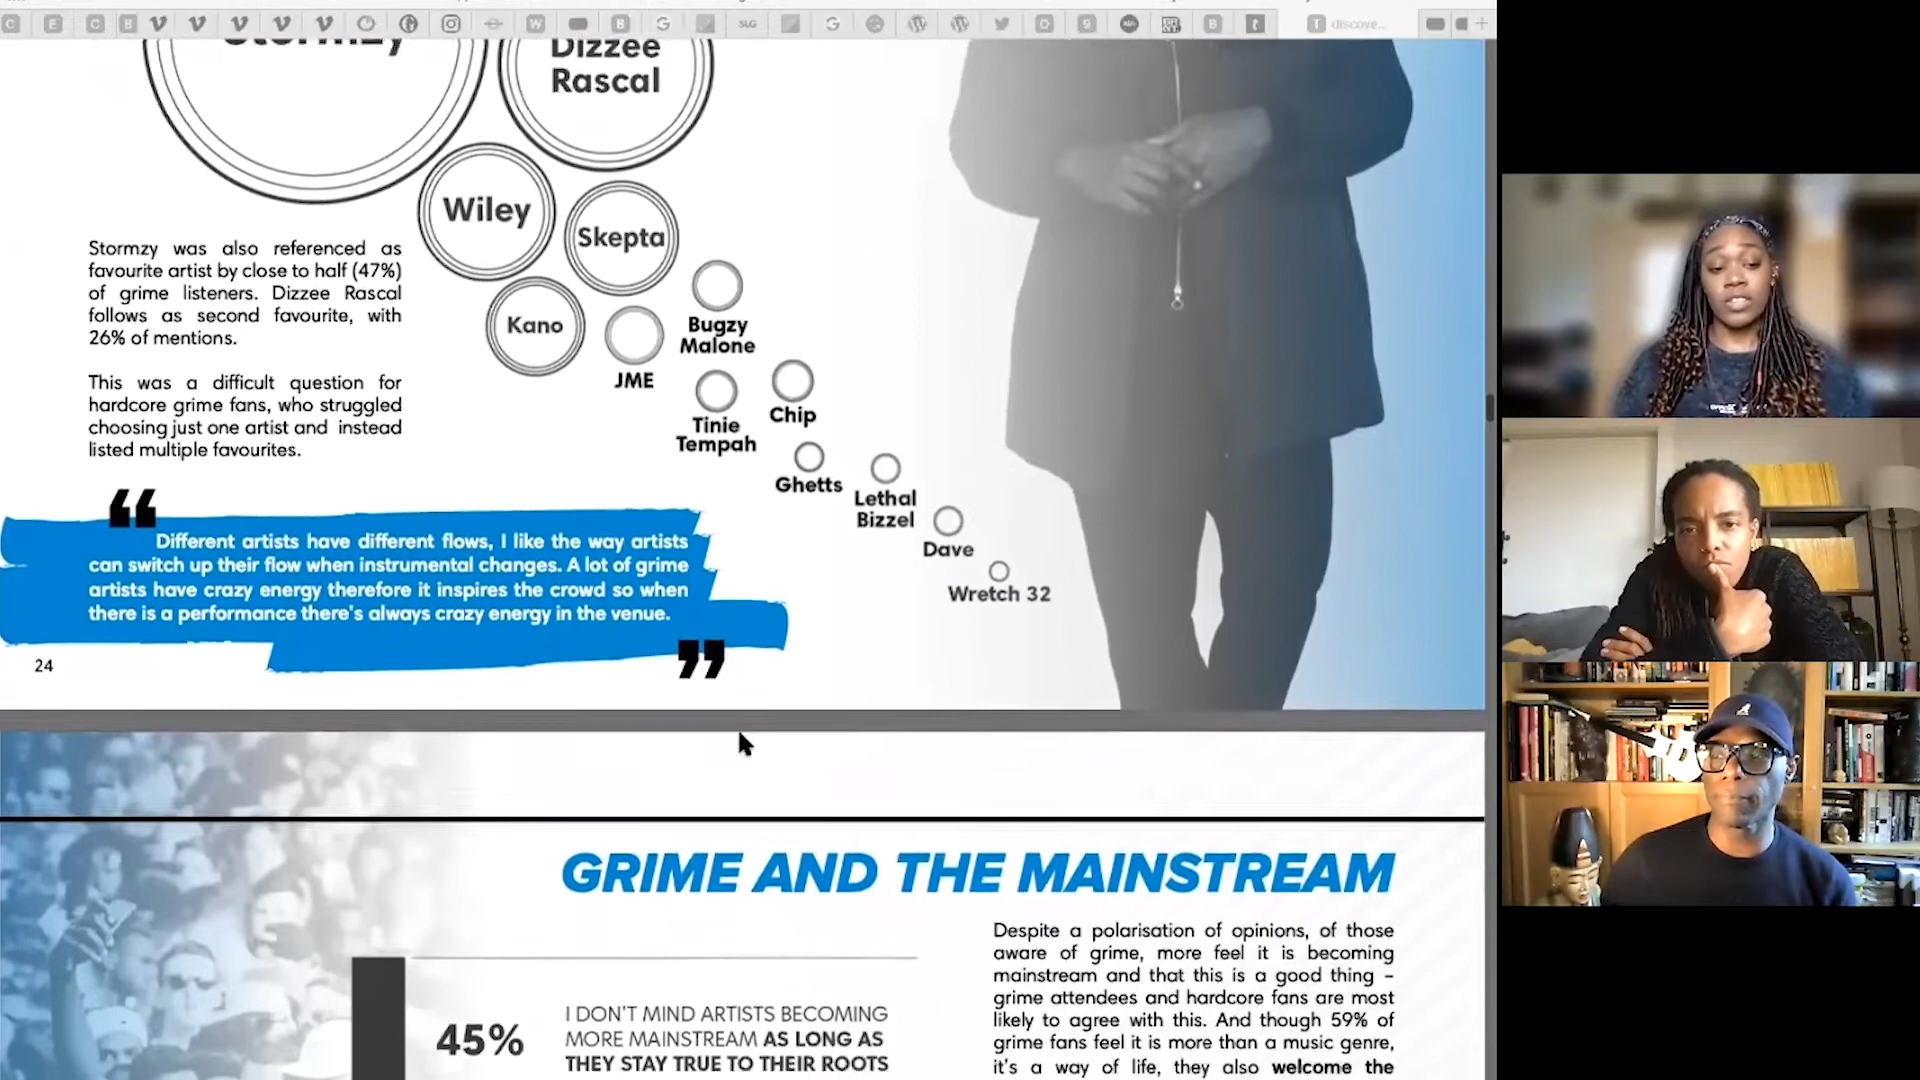 SLG
discove...
Stormzy
Dizzee
Rascal
Wiley
Skepta
Kano
JME
Bugzy
Malone
Tinie
Tempah
Chip
Ghetts
Lethal
Bizzel
Dave
Wretch 32
Stormzy was also referenced as
favourite artist by close to half (47%)
of grime listeners. Dizzee Rascal
follows as second favourite, with
26% of mentions.
This was a difficult question for
hardcore grime fans, who struggled
choosing just one artist and instead
listed multiple favourites.
“
Different artists have different flows, I like the way artists
can switch up their flow when instrumental changes. A lot of grime
artists have crazy energy therefore it inspires the crowd so when
there is a performance there's always crazy energy in the venue.
”
24
GRIME AND THE MAINSTREAM
45%
I DON'T MIND ARTISTS BECOMING
MORE MAINSTREAM AS LONG AS
THEY STAY TRUE TO THEIR ROOTS
Despite a polarisation of opinions, of those
aware of grime, more feel it is becoming
mainstream and that this is a good thing –
grime attendees and hardcore fans are most
likely to agree with this. And though 59% of
grime fans feel it is more than a music genre,
it's a way of life, they also welcome the